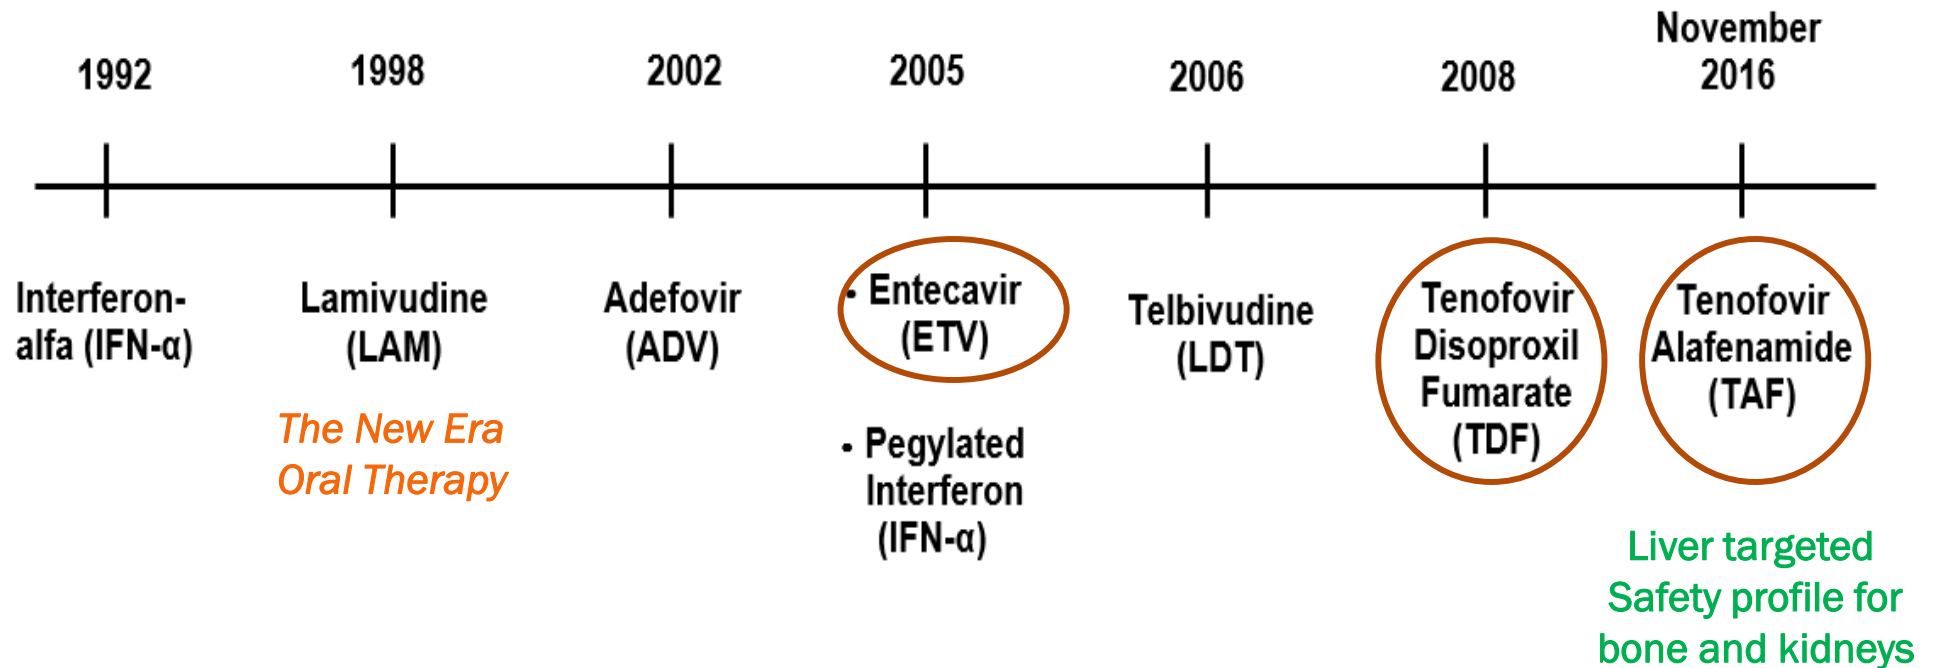 1992
1998
2002
2005
2006
2008
November
2016
Interferon-
alfa (IFN-α)
Lamivudine
(LAM)
The New Era
Oral Therapy
Adefovir
(ADV)
• Entecavir
(ETV)
• Pegylated
Interferon
(IFN-α)
Telbivudine
(LDT)
Tenofovir
Disoproxil
Fumarate
(TDF)
Tenofovir
Alafenamide
(TAF)
Liver targeted
Safety profile for
bone and kidneys